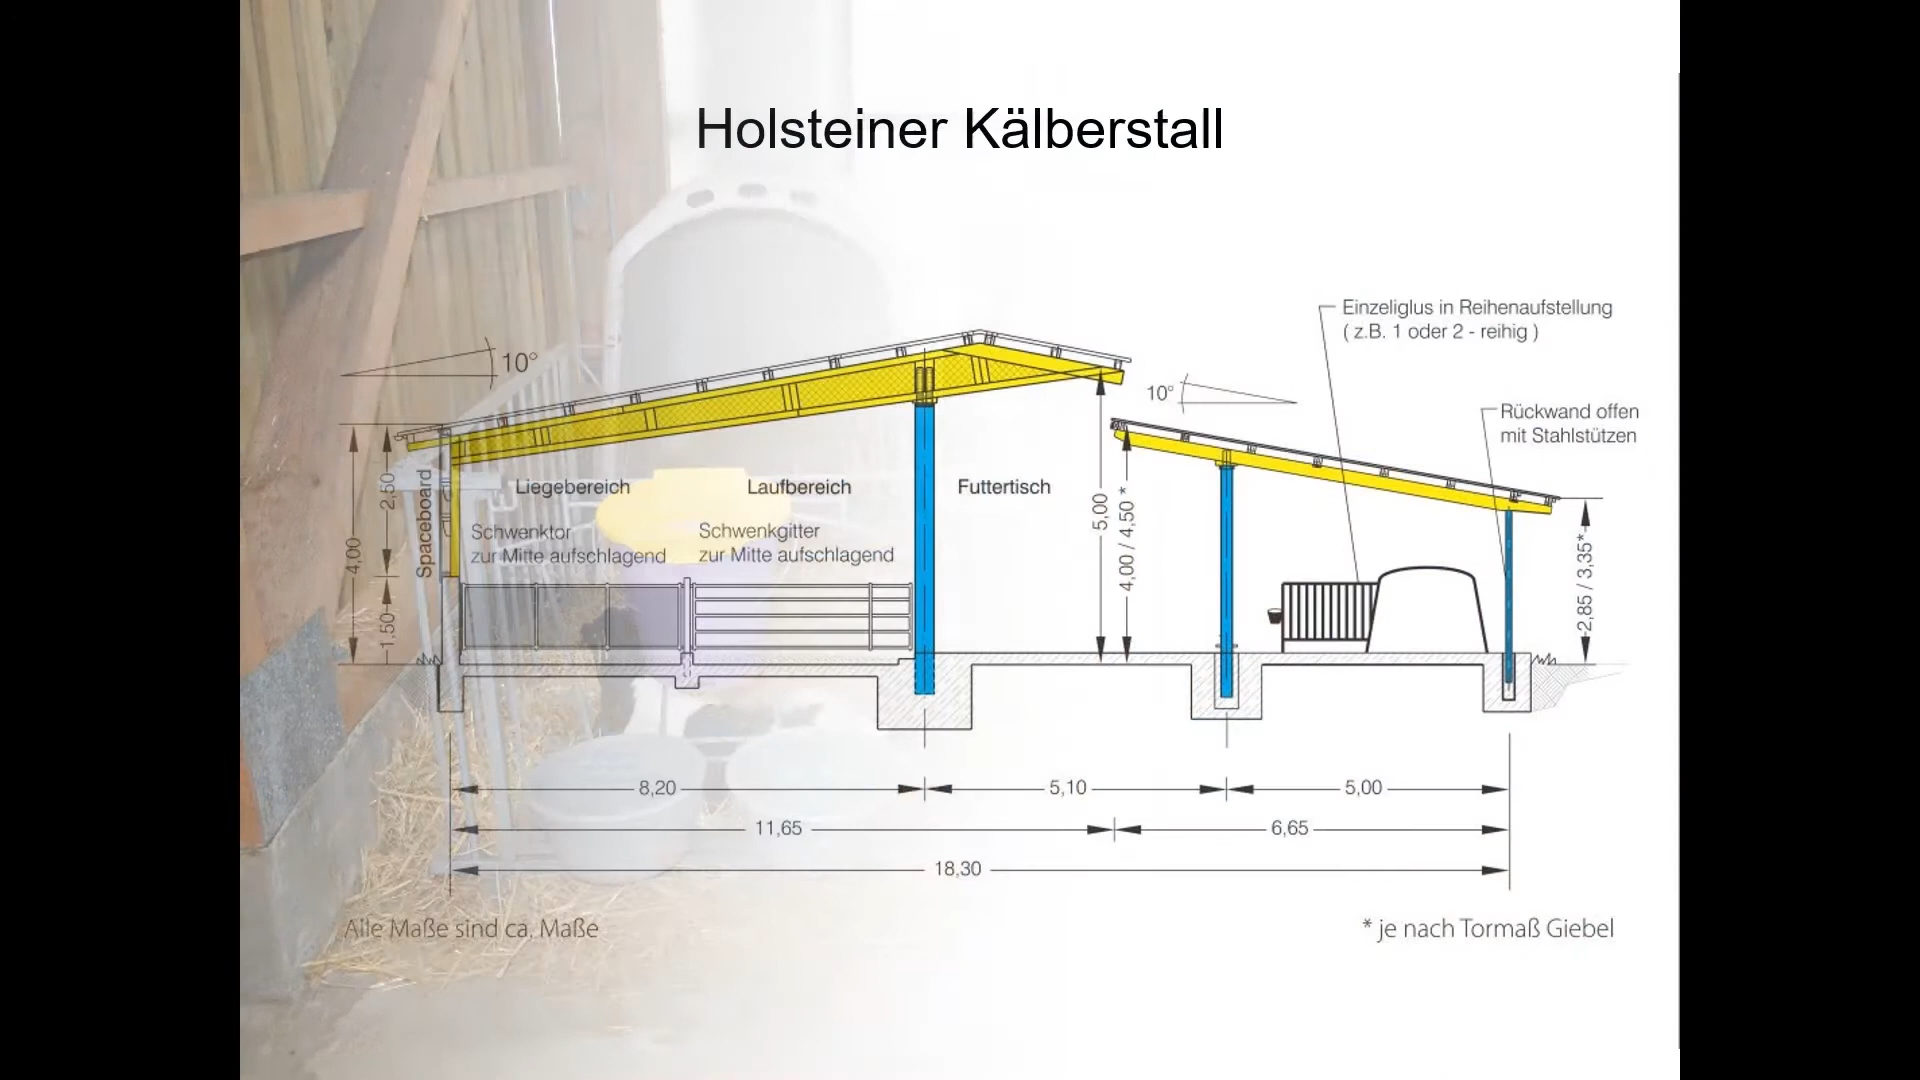 Holsteiner Kälberstall
Einzeliglus in Reihenaufstellung
( z.B. 1 oder 2 - reihig )
10°
10°
Rückwand offen
mit Stahlstützen
Spaceboard
Liegebereich
Laufbereich
Futtertisch
Schwenktor
zur Mitte aufschlagend
Schwenkgitter
zur Mitte aufschlagend
4,00
2,50
1,50
5,00
4,00 / 4,50 *
2,85 / 3,35*
8,20
5,10
5,00
11,65
6,65
18,30
Alle Maße sind ca. Maße
* je nach Tormaß Giebel